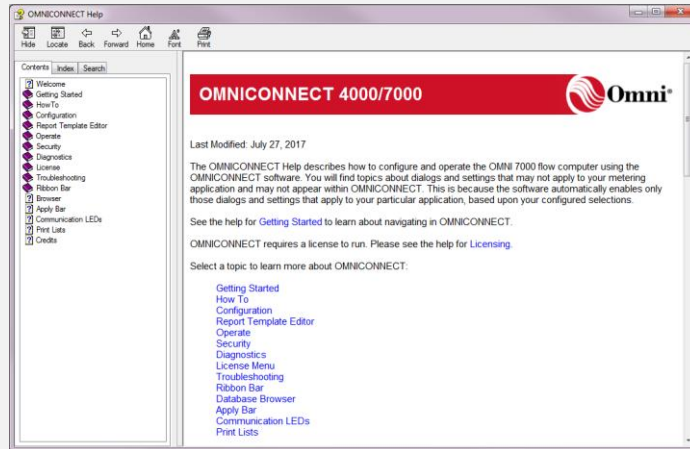 OMNICONNECT Help
Hide Locate Back Forward Home Font Print
Contents Index Search
Welcome
Getting Started
HowTo
Configuration
Report Template Editor
Operate
Security
Diagnostics
License
Troubleshooting
Ribbon Bar
Browser
Apply Bar
Communication LEDs
Print Lists
Credits
OMNICONNECT 4000/7000
Omni
Last Modified: July 27, 2017
The OMNICONNECT Help describes how to configure and operate the OMNI 7000 flow computer using the
OMNICONNECT software. You will find topics about dialogs and settings that may not apply to your metering
application and may not appear within OMNICONNECT. This is because the software automatically enables only
those dialogs and settings that apply to your particular application, based upon your configured selections.
See the help for Getting Started to learn about navigating in OMNICONNECT.
OMNICONNECT requires a license to run. Please see the help for Licensing.
Select a topic to learn more about OMNICONNECT:
Getting Started
How To
Configuration
Report Template Editor
Operate
Security
Diagnostics
License Menu
Troubleshooting
Ribbon Bar
Database Browser
Apply Bar
Communication LEDs
Print Lists